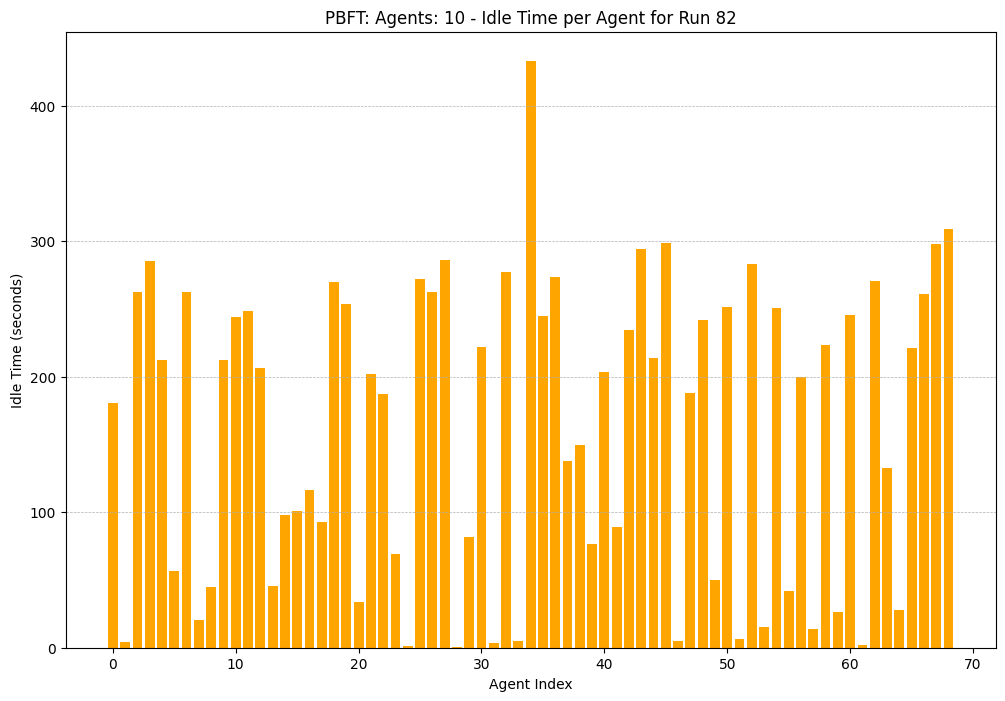 PBFT: Agents: 10 - Idle Time per Agent for Run 82
400
300
200
100
0
Idle Time (seconds)
0 10 20 30 40 50 60 70
Agent Index